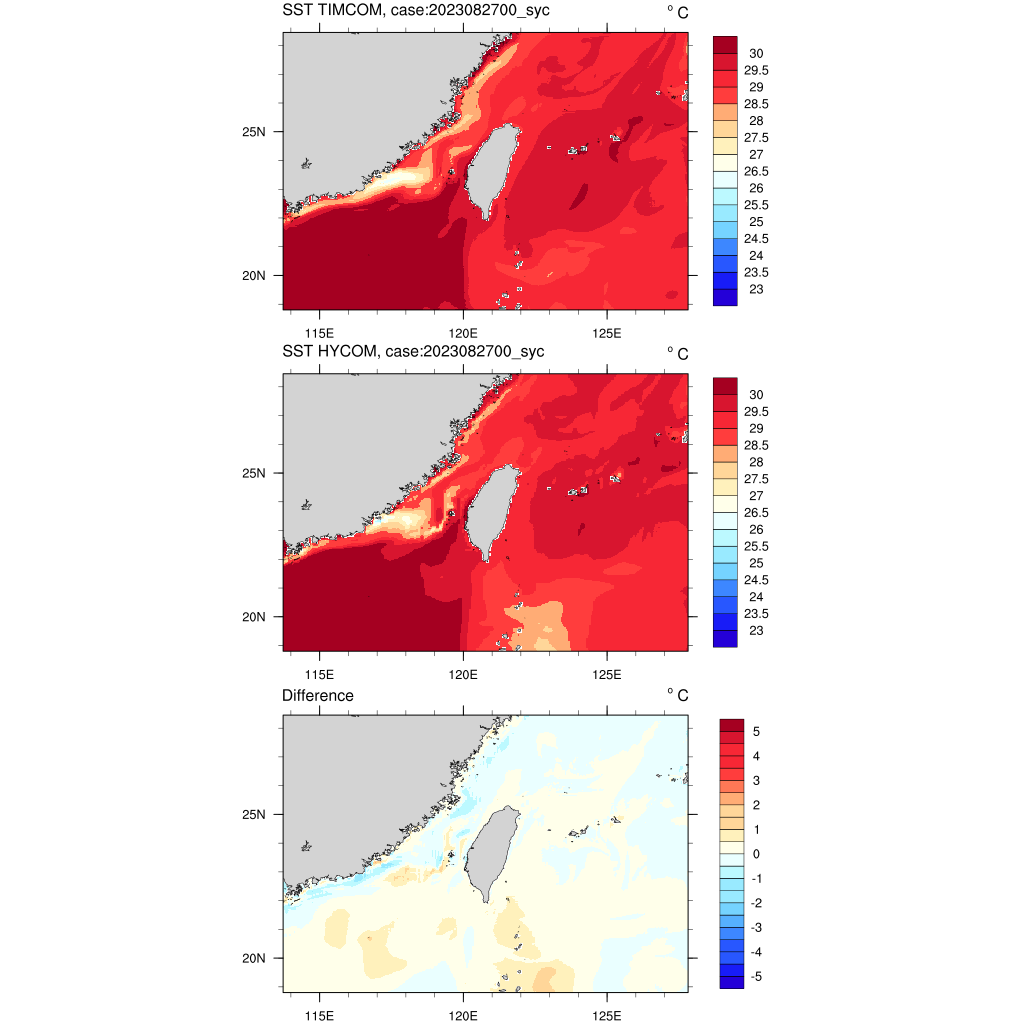 SST TIMCOM, case:2023082700_syc
° C
25N
20N
115E
120E
125E
30
29.5
29
28.5
28
27.5
27
26.5
26
25.5
25
24.5
24
23.5
23
SST HYCOM, case:2023082700_syc
° C
25N
20N
115E
120E
125E
30
29.5
29
28.5
28
27.5
27
26.5
26
25.5
25
24.5
24
23.5
23
Difference
° C
25N
20N
115E
120E
125E
5
4
3
2
1
0
-1
-2
-3
-4
-5